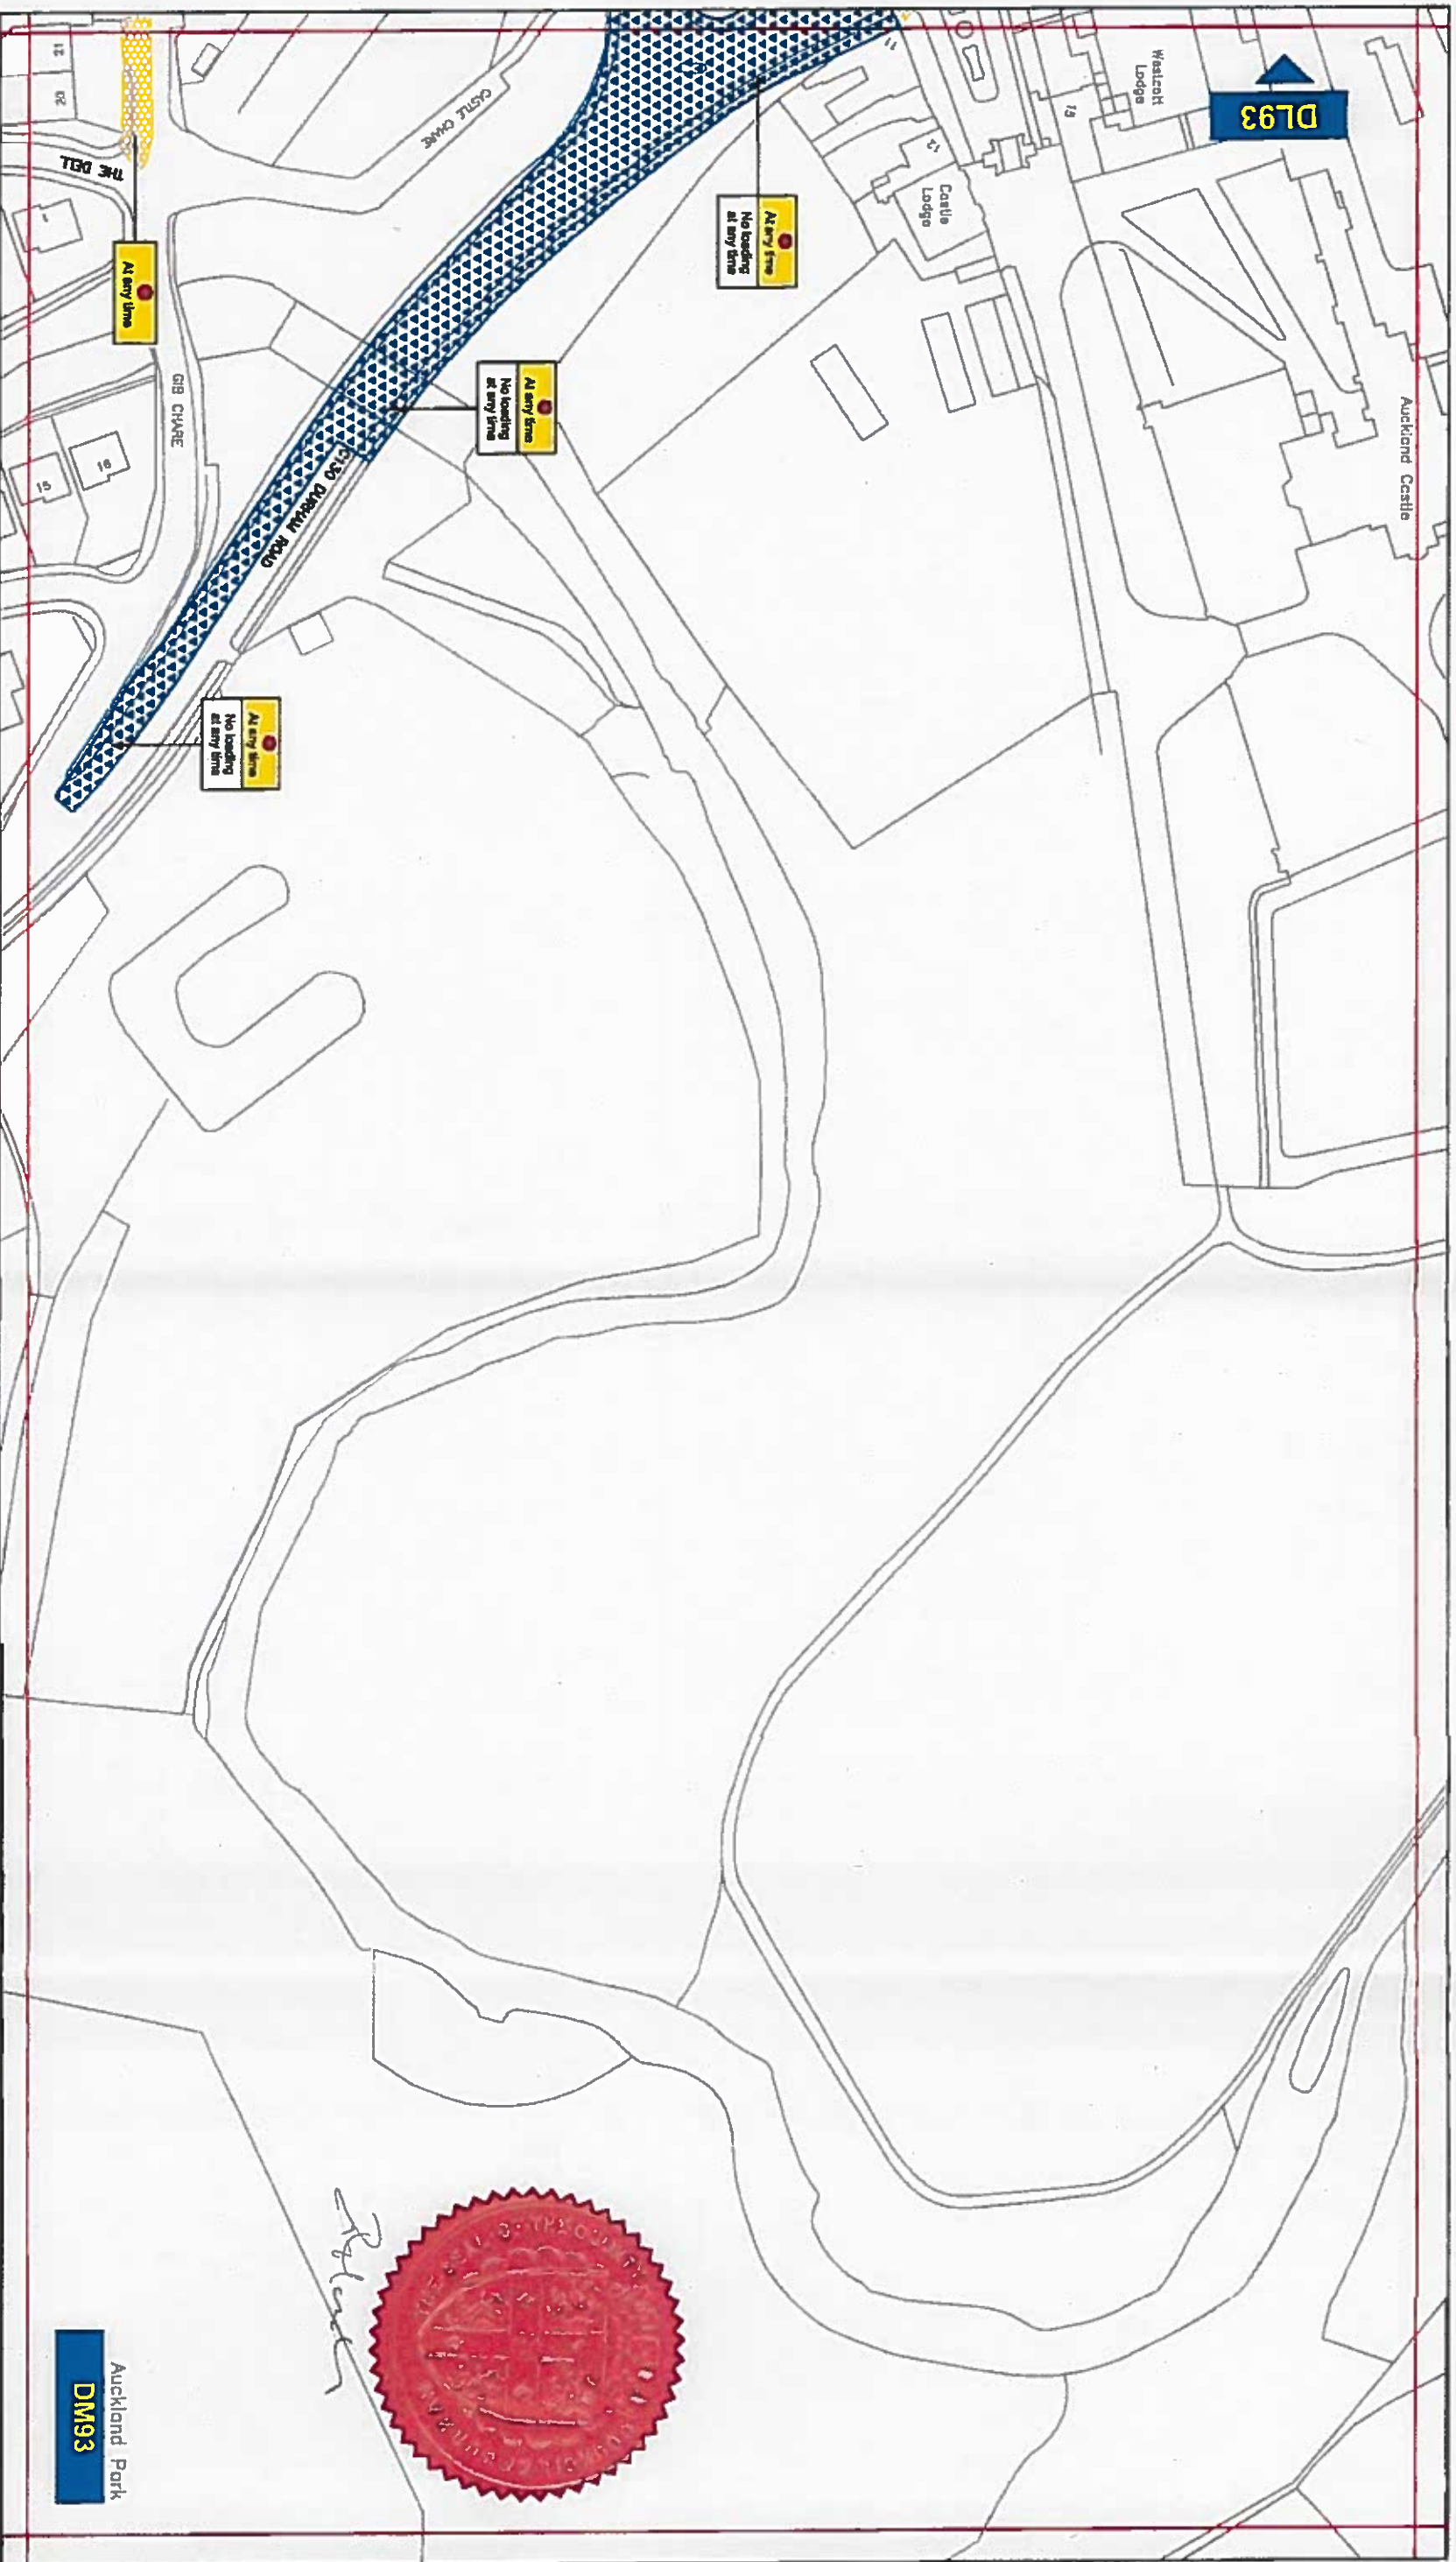 DL93
Westcott
Lodge
Auckland Castle
15
12
Castle
Lodge
11
At any time
No loading
at any time
CASTLE CHARE
21
20
THE DELL
At any time
At any time
No loading
at any time
GIB CHARE
C130 DURHAM ROAD
16
15
At any time
No loading
at any time
Auckland Park
DM93